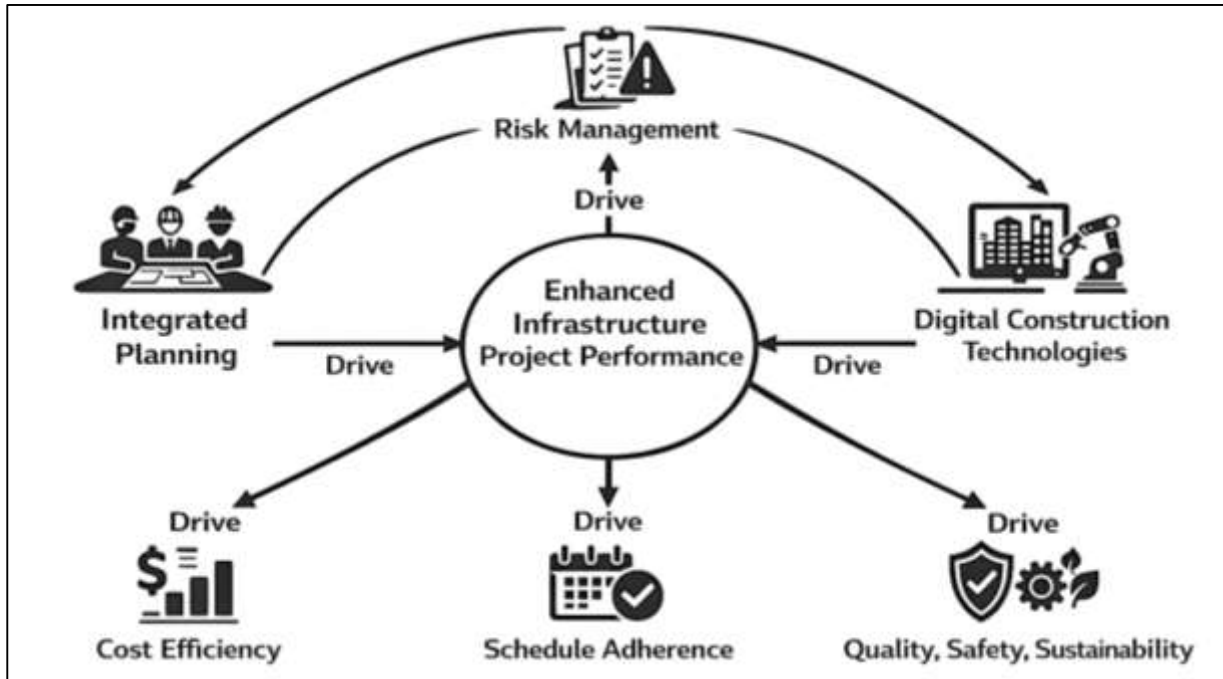 Risk Management
Drive
Integrated
Planning
Enhanced
Infrastructure
Project Performance
Digital Construction
Technologies
Drive
Drive
Drive
Drive
Drive
$
Cost Efficiency
Schedule Adherence
Quality, Safety, Sustainability